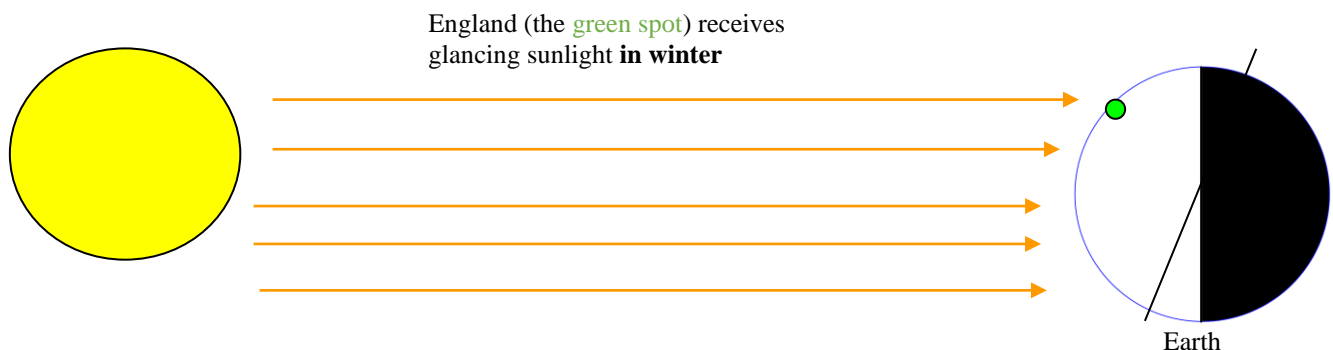 England (the green spot) receives
glancing sunlight in winter
Earth